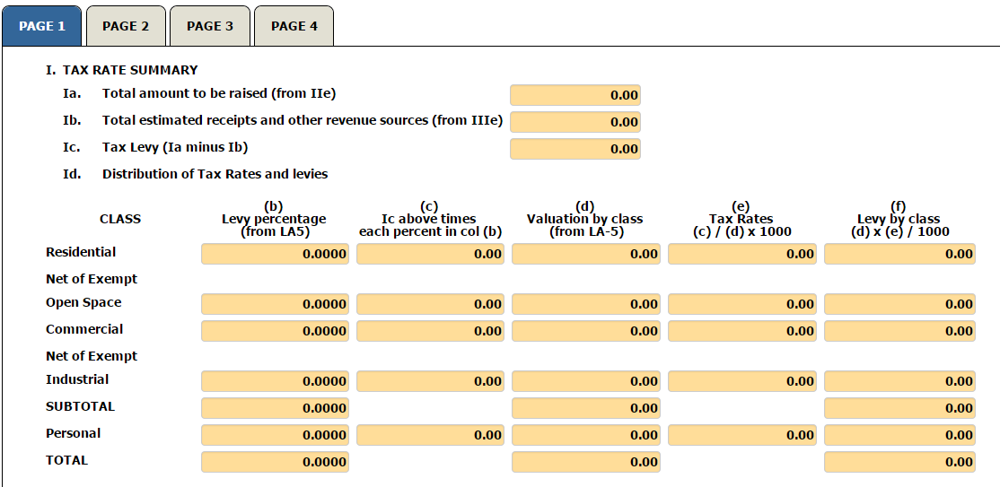 PAGE 1 PAGE 2 PAGE 3 PAGE 4
I. TAX RATE SUMMARY
Ia. Total amount to be raised (from IIe) 0.00
Ib. Total estimated receipts and other revenue sources (from IIIe) 0.00
Ic. Tax Levy (Ia minus Ib) 0.00
Id. Distribution of Tax Rates and levies
(b) (c) (d) (e) (f)
CLASS Levy percentage Ic above times Valuation by class Tax Rates Levy by class
(from LA5) each percent in col (b) (from LA-5) (c) / (d) x 1000 (d) x (e) / 1000
Residential 0.0000 0.00 0.00 0.00 0.00
Net of Exempt
Open Space 0.0000 0.00 0.00 0.00 0.00
Commercial 0.0000 0.00 0.00 0.00 0.00
Net of Exempt
Industrial 0.0000 0.00 0.00 0.00 0.00
SUBTOTAL 0.0000 0.00 0.00
Personal 0.0000 0.00 0.00 0.00 0.00
TOTAL 0.0000 0.00 0.00